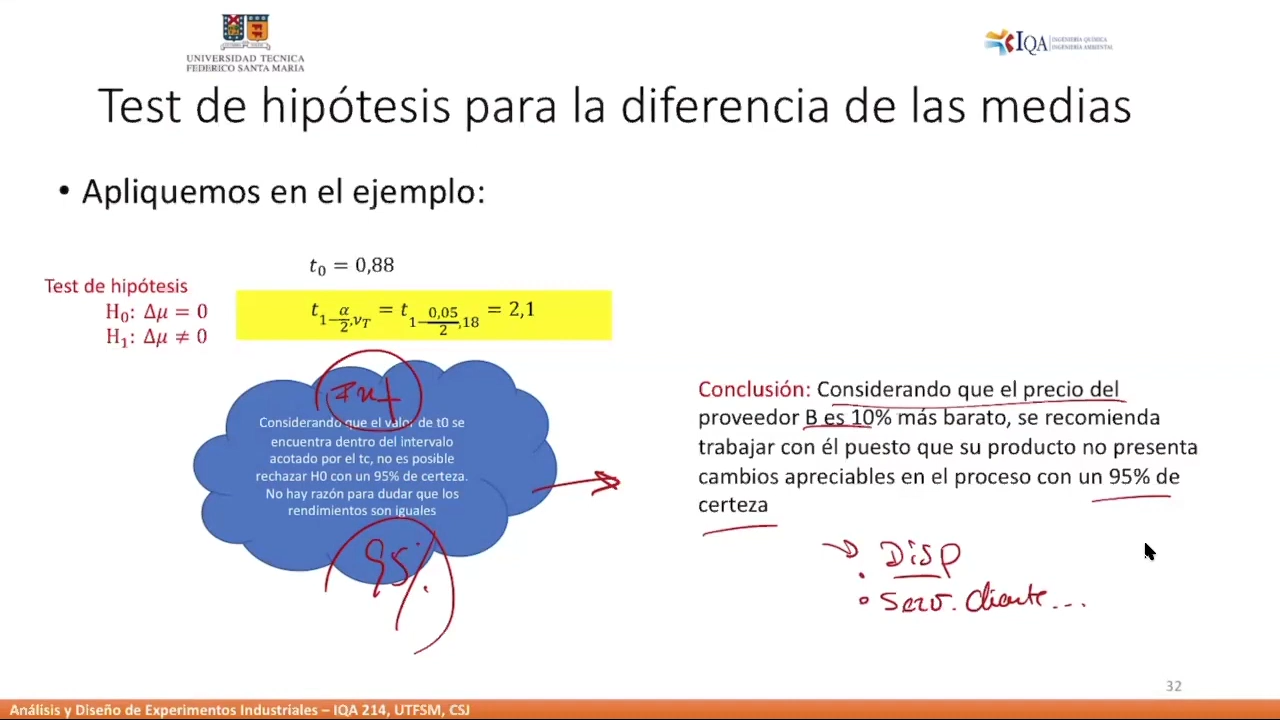 UNIVERSIDAD TECNICA
FEDERICO SANTA MARIA
IQA INGENIERÍA QUÍMICA
INGENIERÍA AMBIENTAL
Test de hipótesis para la diferencia de las medias
• Apliquemos en el ejemplo:
t₀ = 0,88
Test de hipótesis
H₀: Δμ = 0
H₁: Δμ ≠ 0
t_{1-α/2,ν_T} = t_{1-0,05/2,18} = 2,1
Considerando que el valor de t0 se
encuentra dentro del intervalo
acotado por el tc, no es posible
rechazar H0 con un 95% de certeza.
No hay razón para dudar que los
rendimientos son iguales
95%
Conclusión: Considerando que el precio del
proveedor B es 10% más barato, se recomienda
trabajar con él puesto que su producto no presenta
cambios apreciables en el proceso con un 95% de
certeza
Disp
• Serv. Cliente...
32
Análisis y Diseño de Experimentos Industriales – IQA 214, UTFSM, CSJ